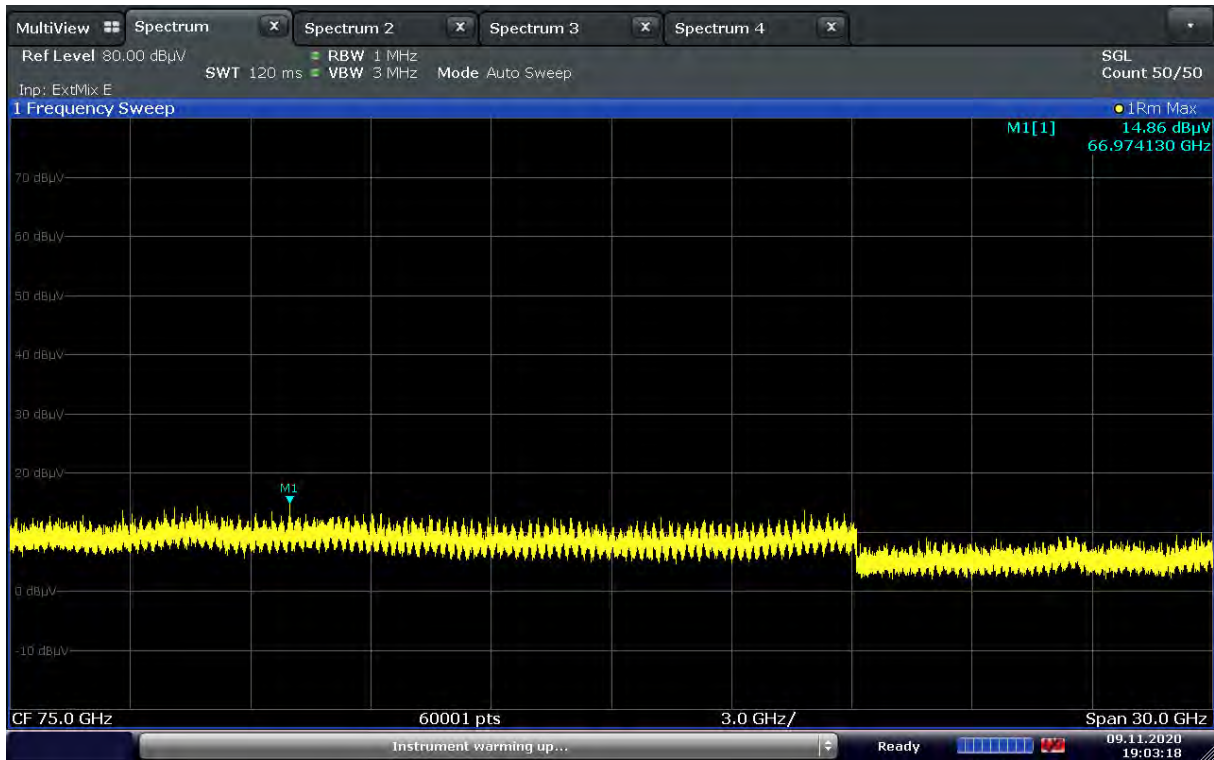 MultiView Spectrum X Spectrum 2 X Spectrum 3 X Spectrum 4 X
Ref Level 80.00 dBµV RBW 1 MHz SGL
SWT 120 ms VBW 3 MHz Mode Auto Sweep Count 50/50
Inp: ExtMix E
1 Frequency Sweep 1Rm Max
M1[1] 14.86 dBµV
66.974130 GHz
70 dBµV
60 dBµV
50 dBµV
40 dBµV
30 dBµV
20 dBµV
M1
0 dBµV
-10 dBµV
CF 75.0 GHz 60001 pts 3.0 GHz/ Span 30.0 GHz
Instrument warming up... Ready 09.11.2020
19:03:18